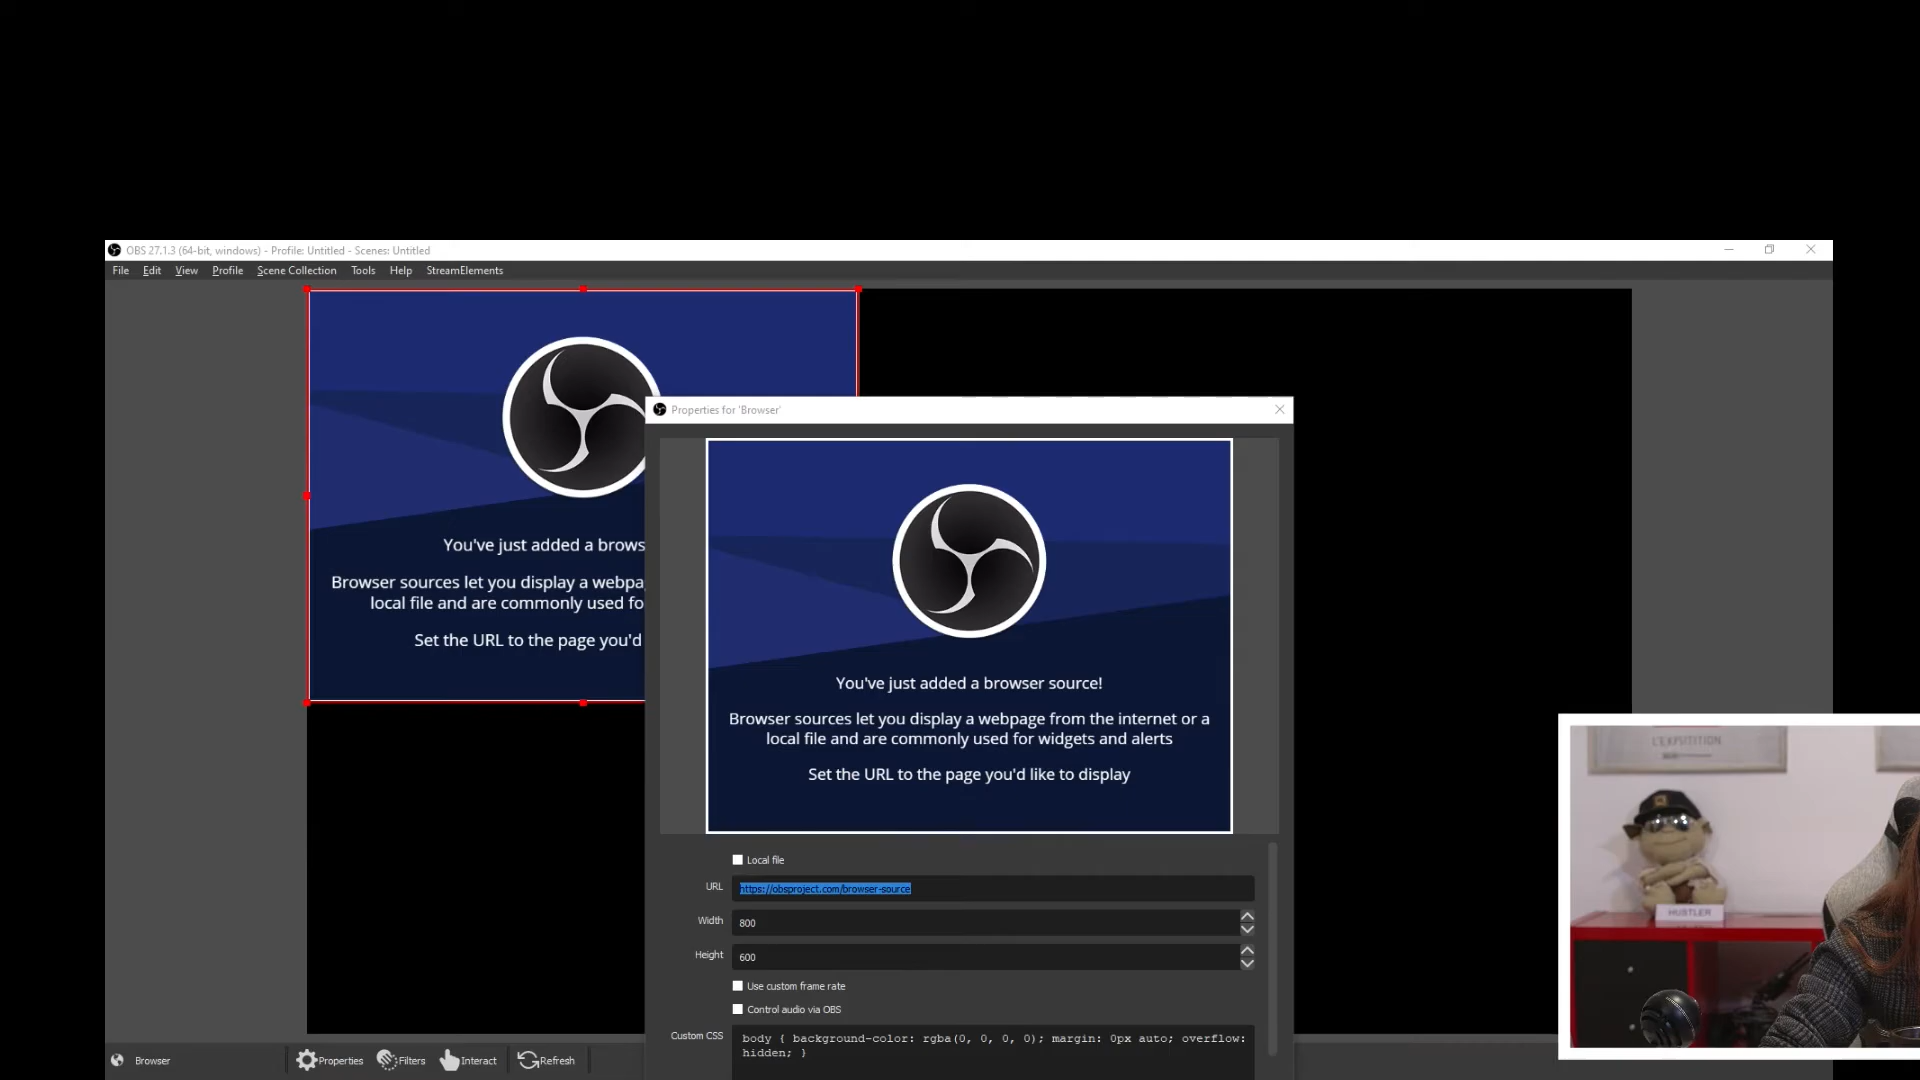 OBS 27.1.3 (64-bit, windows) - Profile: Untitled - Scenes: Untitled
File Edit View Profile Scene Collection Tools Help StreamElements
You've just added a brows
Browser sources let you display a webpa
local file and are commonly used fo
Set the URL to the page you'd
Properties for 'Browser'
You've just added a browser source!
Browser sources let you display a webpage from the internet or a
local file and are commonly used for widgets and alerts
Set the URL to the page you'd like to display
Local file
URL https://obsproject.com/browser-source
Width 800
Height 600
Use custom frame rate
Control audio via OBS
Custom CSS body { background-color: rgba(0, 0, 0, 0); margin: 0px auto; overflow:
hidden; }
Browser Properties Filters Interact Refresh
HUSTLER